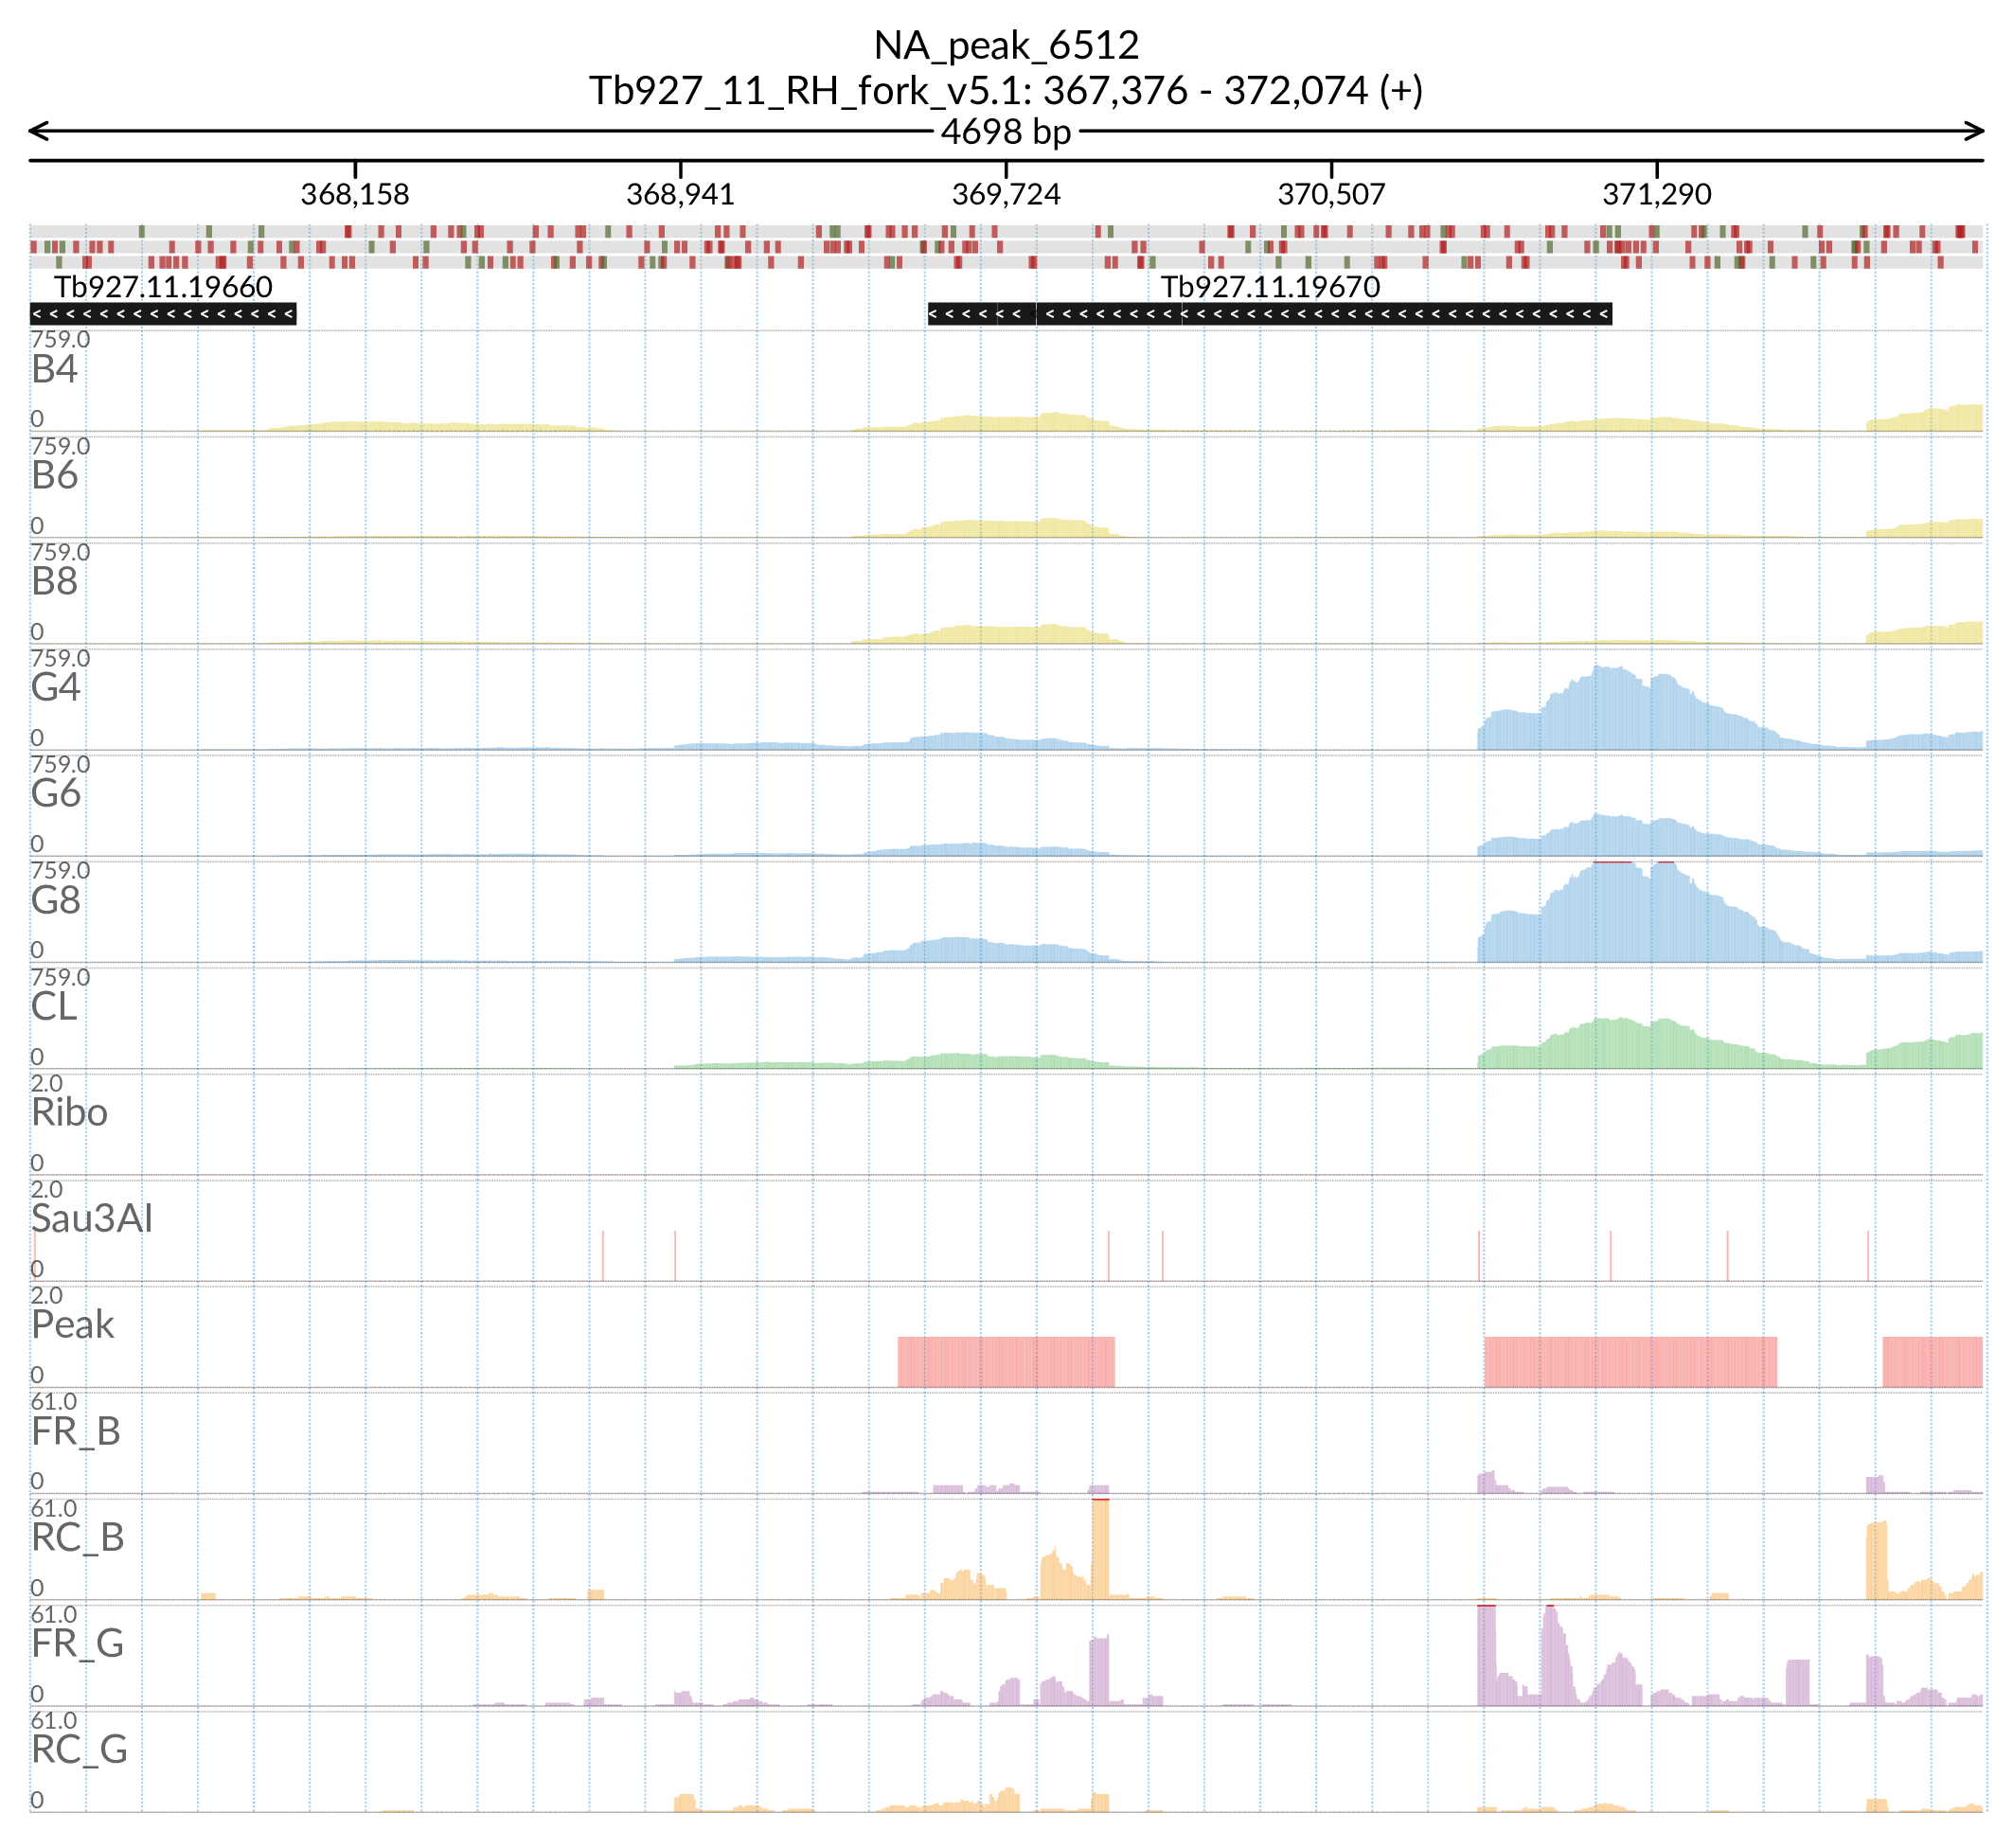 NA_peak_6512
Tb927_11_RH_fork_v5.1: 367,376 - 372,074 (+)
4698 bp
368,158 368,941 369,724 370,507 371,290
Tb927.11.19660 Tb927.11.19670
759.0
B4
0
759.0
B6
0
759.0
B8
0
759.0
G4
0
759.0
G6
0
759.0
G8
0
759.0
CL
0
2.0
Ribo
0
2.0
Sau3AI
0
2.0
Peak
0
61.0
FR_B
0
61.0
RC_B
0
61.0
FR_G
0
61.0
RC_G
0